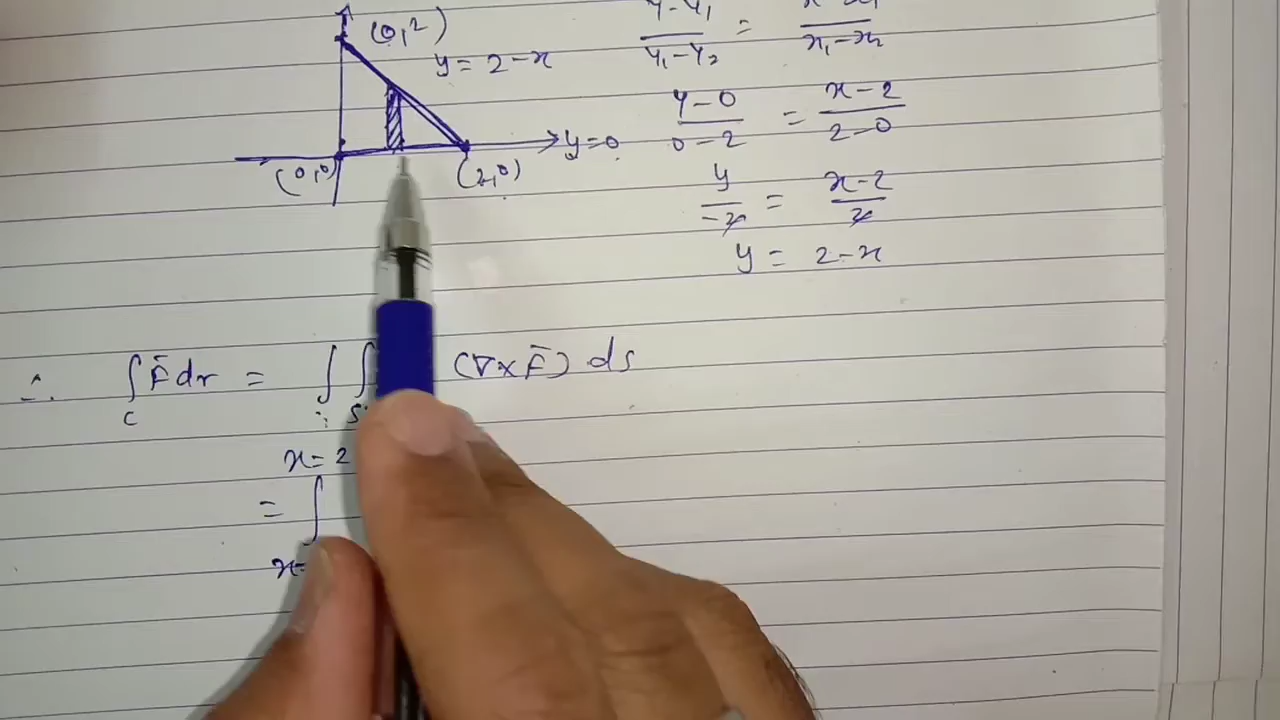 (0,2)
y = 2-x
y=0
(0,0)
(2,0)
y-y1 / y1-y2 =
x1-x2
y-0 / 0-2 = x-2 / 2-0
y / -2 = x-2 / 2
y = 2-x
∴ ∫ F̄ dr = ∫∫ (∇×F̄) ds
C S
x=2
= ∫
x=